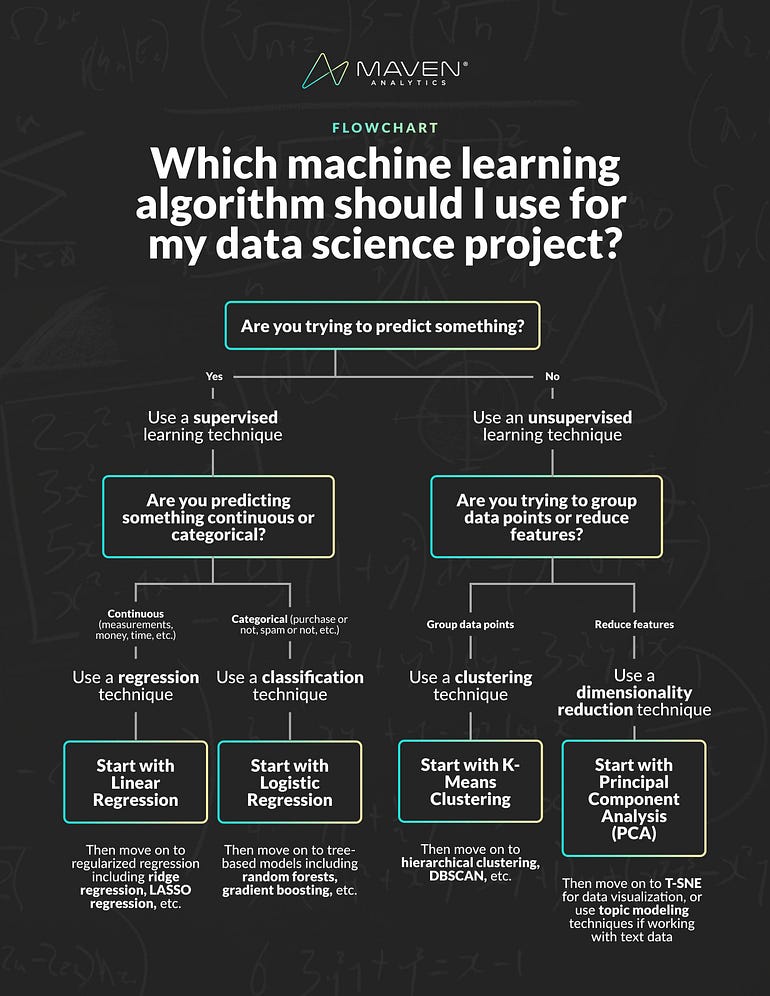 MAVEN®
ANALYTICS
FLOWCHART
Which machine learning
algorithm should I use for
my data science project?
Are you trying to predict something?
Yes
No
Use a supervised
learning technique
Use an unsupervised
learning technique
Are you predicting
something continuous or
categorical?
Are you trying to group
data points or reduce
features?
Continuous
(measurements,
money, time, etc.)
Categorical (purchase or
not, spam or not, etc.)
Group data points
Reduce features
Use a regression
technique
Use a classification
technique
Use a clustering
technique
Use a
dimensionality
reduction technique
Start with
Linear
Regression
Start with
Logistic
Regression
Start with K-
Means
Clustering
Start with
Principal
Component
Analysis
(PCA)
Then move on to
regularized regression
including ridge
regression, LASSO
regression, etc.
Then move on to tree-
based models including
random forests,
gradient boosting, etc.
Then move on to
hierarchical clustering,
DBSCAN, etc.
Then move on to T-SNE
for data visualization, or
use topic modeling
techniques if working
with text data